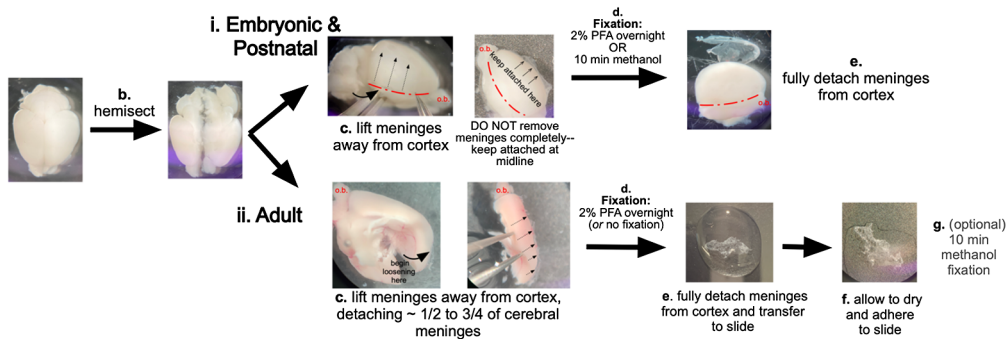 i. Embryonic &
Postnatal
b.
hemisect
o.b.
o.b.
c. lift meninges
away from cortex
o.b.
keep attached here
DO NOT remove
meninges completely--
keep attached at
midline
d.
Fixation:
2% PFA overnight
OR
10 min methanol
o.b.
e.
fully detach meninges
from cortex
ii. Adult
o.b.
begin
loosening
here
o.b.
c. lift meninges away from cortex,
detaching ~ 1/2 to 3/4 of cerebral
meninges
d.
Fixation:
2% PFA overnight
(or no fixation)
e. fully detach meninges
from cortex and transfer
to slide
f. allow to dry
and adhere
to slide
g. (optional)
10 min
methanol
fixation